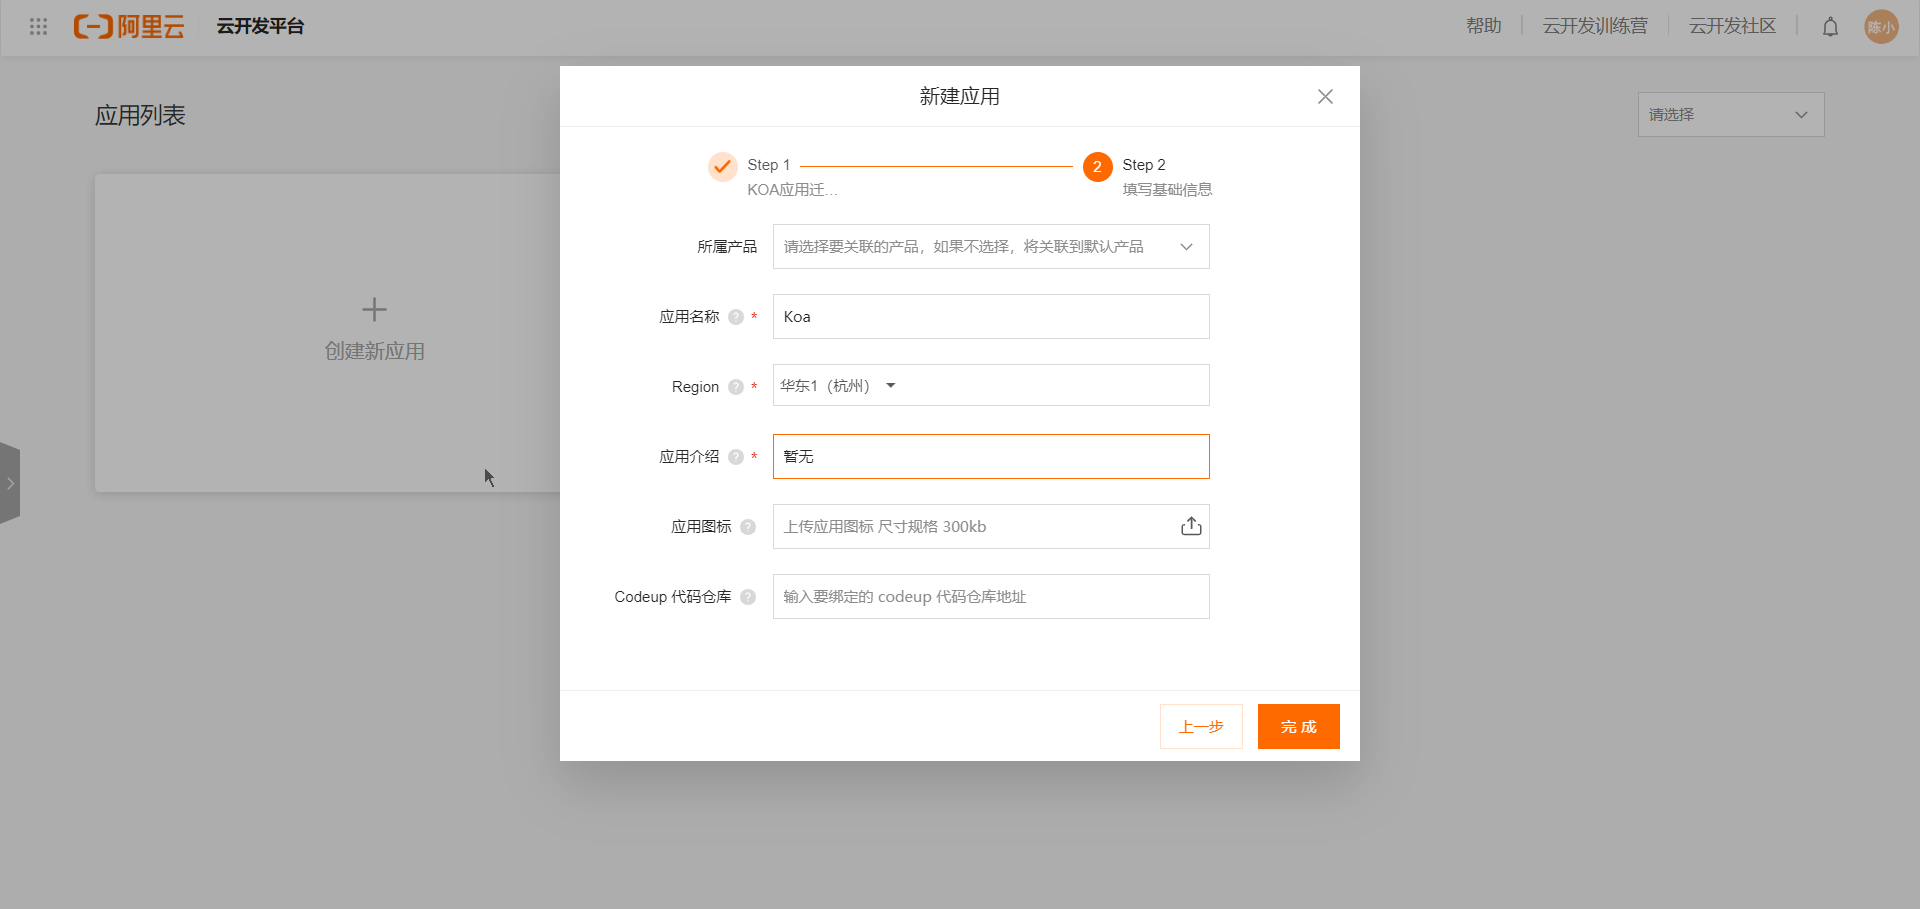 阿里云
云开发平台
帮助
云开发训练营
云开发社区
陈小
应用列表
请选择
创建新应用
新建应用
Step 1
KOA应用迁...
2
Step 2
填写基础信息
所属产品
请选择要关联的产品，如果不选择，将关联到默认产品
应用名称 ? *
Koa
Region ? *
华东1（杭州）
应用介绍 ? *
暂无
应用图标 ?
上传应用图标 尺寸规格 300kb
Codeup 代码仓库 ?
输入要绑定的 codeup 代码仓库地址
上一步
完 成